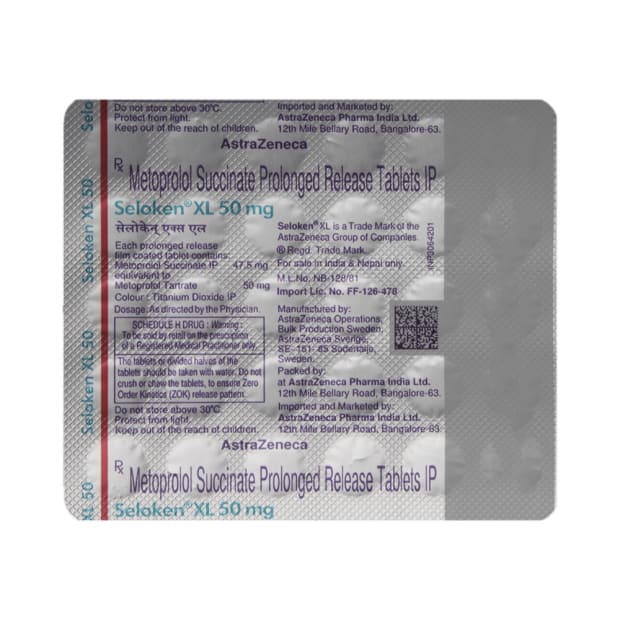 Do not store above 30°C.
Protect from light.
Keep out of the reach of children.
Imported and Marketed by:
AstraZeneca Pharma India Ltd.
12th Mile Bellary Road, Bangalore-63.
AstraZeneca
Rx Metoprolol Succinate Prolonged Release Tablets IP
Seloken® XL 50 mg
सेलोकेन् एक्स एल
Each prolonged release
film coated tablet contains:
Metoprolol Succinate IP 47.5 mg
equivalent to
Metoprolol Tartrate 50 mg
Colour : Titanium Dioxide IP
Dosage: As directed by the Physician.
SCHEDULE H DRUG : Warning :
To be sold by retail on the prescription
of a Registered Medical Practitioner only.
The tablets or divided halves of the
tablets should be taken with water. Do not
crush or chew the tablets, to ensure Zero
Order Kinetics (ZOK) release pattern.
Do not store above 30°C.
Protect from light.
Keep out of the reach of children.
Seloken® XL is a Trade Mark of the
AstraZeneca Group of Companies
® Regd. Trade Mark.
For sale in India & Nepal only.
M L No. NB-128/81
Import Lic. No. FF-126-478
Manufactured by:
AstraZeneca Operations,
Bulk Production Sweden,
AstraZeneca Sverige,
SE-151-85 Sodertalje,
Sweden.
Packed by:
at AstraZeneca Pharma India Ltd.
12th Mile Bellary Road, Bangalore-63.
Imported and Marketed by:
AstraZeneca Pharma India Ltd.
12th Mile Bellary Road, Bangalore-63.
AstraZeneca
Rx Metoprolol Succinate Prolonged Release Tablets IP
Seloken® XL 50 mg
Selo
Seloken XL 50
Seloken XL 50
XL 50